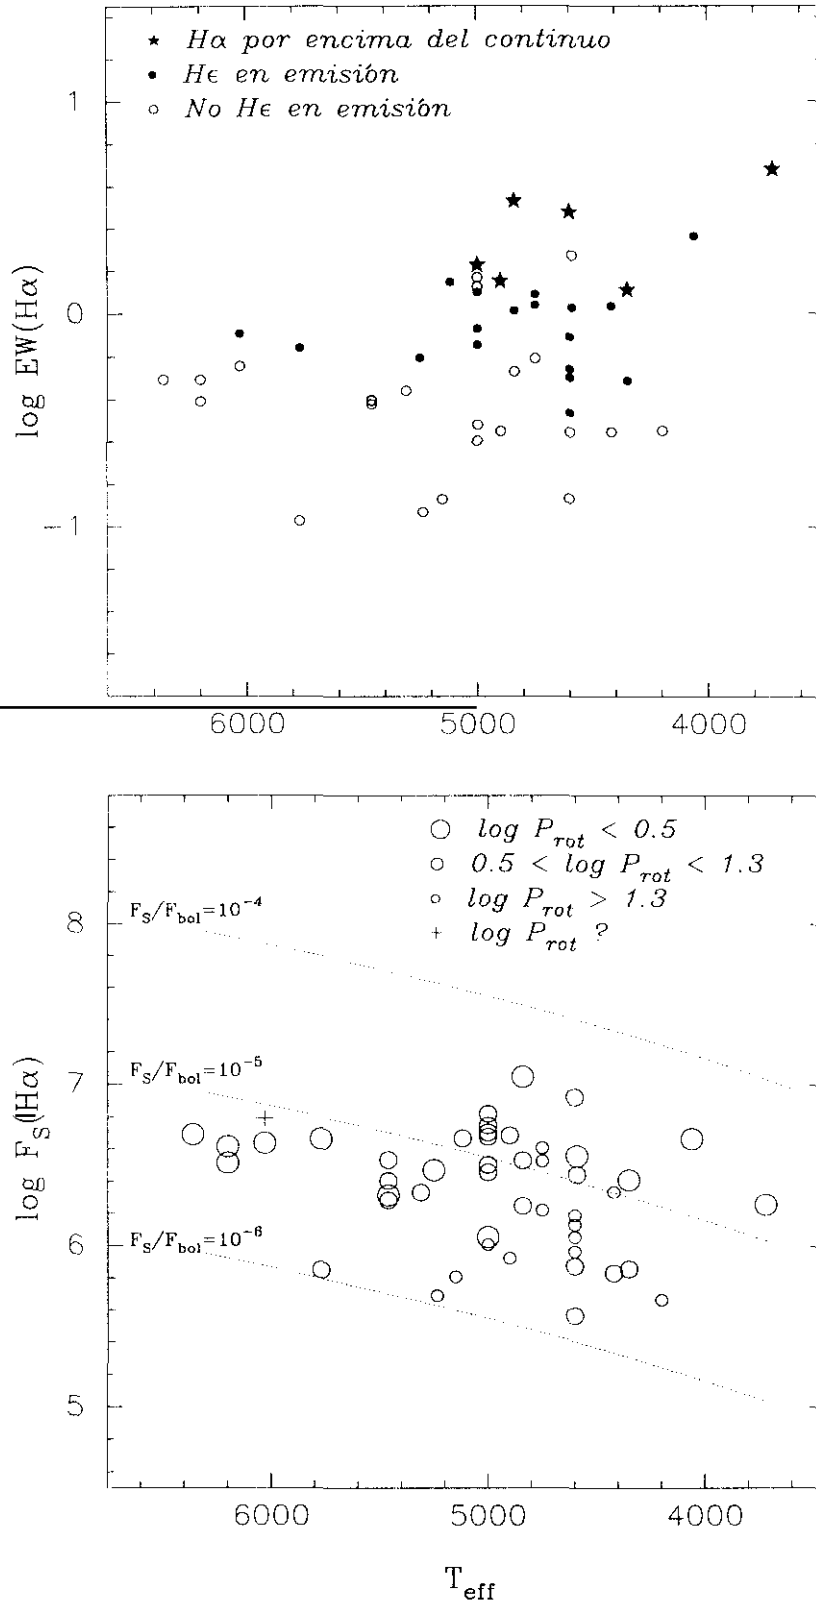 ★ Hα por encima del continuo
● Hϵ en emisión
○ No Hϵ en emisión
1
0
-1
log EW(Hα)
6000 5000 4000
○ log P_rot < 0.5
○ 0.5 < log P_rot < 1.3
○ log P_rot > 1.3
+ log P_rot ?
F_S/F_bol=10^-4
F_S/F_bol=10^-5
F_S/F_bol=10^-6
8
7
6
5
log F_S(Hα)
6000 5000 4000
T_eff